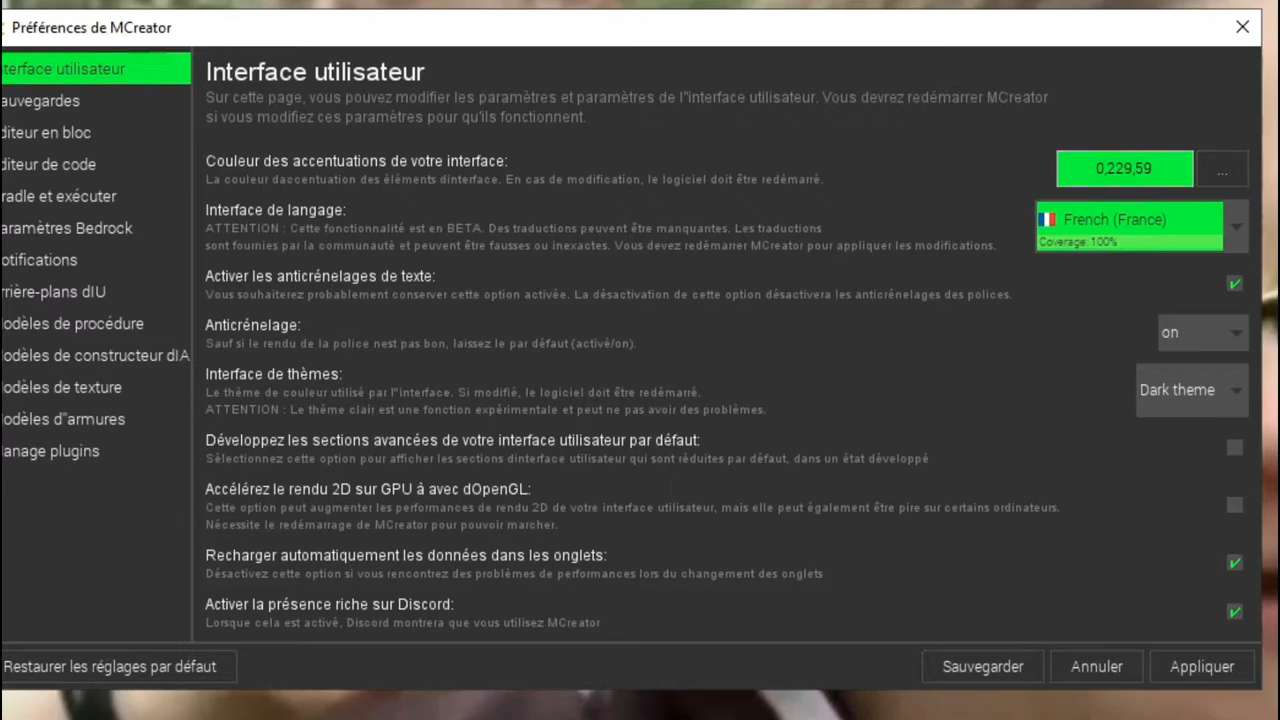 Préférences de MCreator
terface utilisateur
auvegardes
diteur en bloc
diteur de code
radle et exécuter
aramètres Bedrock
otifications
rrière-plans dIU
odèles de procédure
odèles de constructeur dIA
odèles de texture
odèles d"armures
anage plugins
Interface utilisateur
Sur cette page, vous pouvez modifier les paramètres et paramètres de l"interface utilisateur. Vous devrez redémarrer MCreator
si vous modifiez ces paramètres pour qu'ils fonctionnent.
Couleur des accentuations de votre interface:
La couleur daccentuation des éléments dinterface. En cas de modification, le logiciel doit être redémarré.
0,229,59
...
Interface de langage:
ATTENTION : Cette fonctionnalité est en BETA. Des traductions peuvent être manquantes. Les traductions
sont fournies par la communauté et peuvent être fausses ou inexactes. Vous devez redémarrer MCreator pour appliquer les modifications.
French (France)
Coverage: 100%
Activer les anticrénelages de texte:
Vous souhaiterez probablement conserver cette option activée. La désactivation de cette option désactivera les anticrénelages des polices.
Anticrénelage:
Sauf si le rendu de la police nest pas bon, laissez le par défaut (activé/on).
on
Interface de thèmes:
Le thème de couleur utilisé par l"interface. Si modifié, le logiciel doit être redémarré.
ATTENTION : Le thème clair est une fonction expérimentale et peut ne pas avoir des problèmes.
Dark theme
Développez les sections avancées de votre interface utilisateur par défaut:
Sélectionnez cette option pour afficher les sections dinterface utilisateur qui sont réduites par défaut, dans un état développé
Accélérez le rendu 2D sur GPU à avec dOpenGL:
Cette option peut augmenter les performances de rendu 2D de votre interface utilisateur, mais elle peut également être pire sur certains ordinateurs.
Nécessite le redémarrage de MCreator pour pouvoir marcher.
Recharger automatiquement les données dans les onglets:
Désactivez cette option si vous rencontrez des problèmes de performances lors du changement des onglets
Activer la présence riche sur Discord:
Lorsque cela est activé, Discord montrera que vous utilisez MCreator
Restaurer les réglages par défaut
Sauvegarder
Annuler
Appliquer